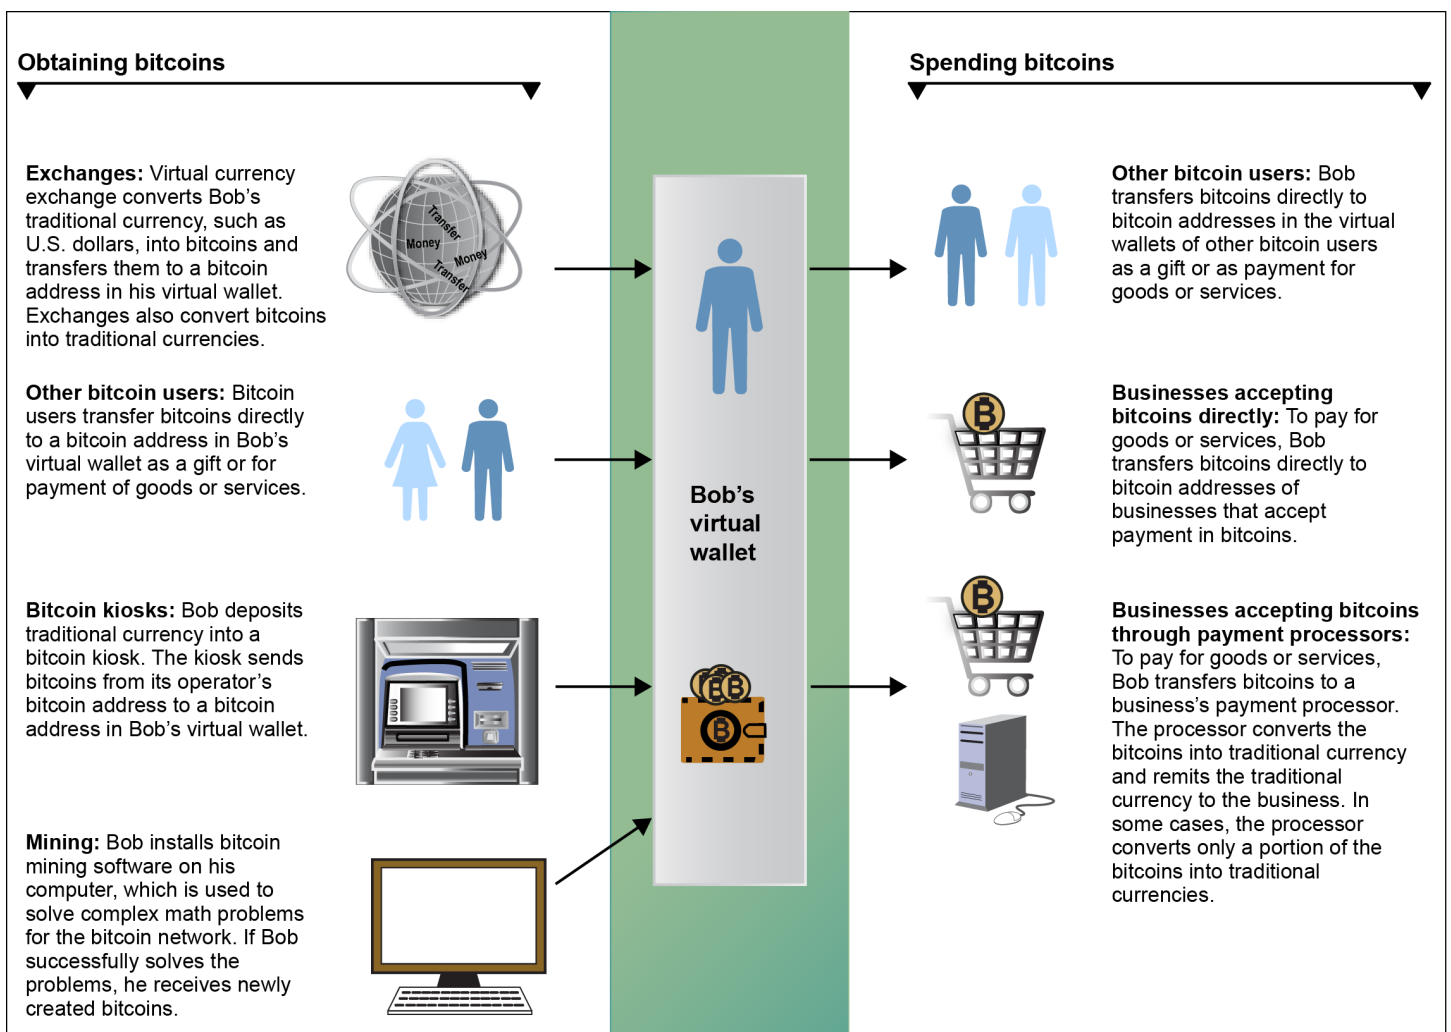 Obtaining bitcoins
Exchanges: Virtual currency
exchange converts Bob's
traditional currency, such as
U.S. dollars, into bitcoins and
transfers them to a bitcoin
address in his virtual wallet.
Exchanges also convert bitcoins
into traditional currencies.
Transfer
Money
Money
Transfer
Other bitcoin users: Bitcoin
users transfer bitcoins directly
to a bitcoin address in Bob's
virtual wallet as a gift or for
payment of goods or services.
Bitcoin kiosks: Bob deposits
traditional currency into a
bitcoin kiosk. The kiosk sends
bitcoins from its operator's
bitcoin address to a bitcoin
address in Bob's virtual wallet.
Mining: Bob installs bitcoin
mining software on his
computer, which is used to
solve complex math problems
for the bitcoin network. If Bob
successfully solves the
problems, he receives newly
created bitcoins.
Bob's
virtual
wallet
Spending bitcoins
Other bitcoin users: Bob
transfers bitcoins directly to
bitcoin addresses in the virtual
wallets of other bitcoin users
as a gift or as payment for
goods or services.
Businesses accepting
bitcoins directly: To pay for
goods or services, Bob
transfers bitcoins directly to
bitcoin addresses of
businesses that accept
payment in bitcoins.
Businesses accepting bitcoins
through payment processors:
To pay for goods or services,
Bob transfers bitcoins to a
business's payment processor.
The processor converts the
bitcoins into traditional currency
and remits the traditional
currency to the business. In
some cases, the processor
converts only a portion of the
bitcoins into traditional
currencies.